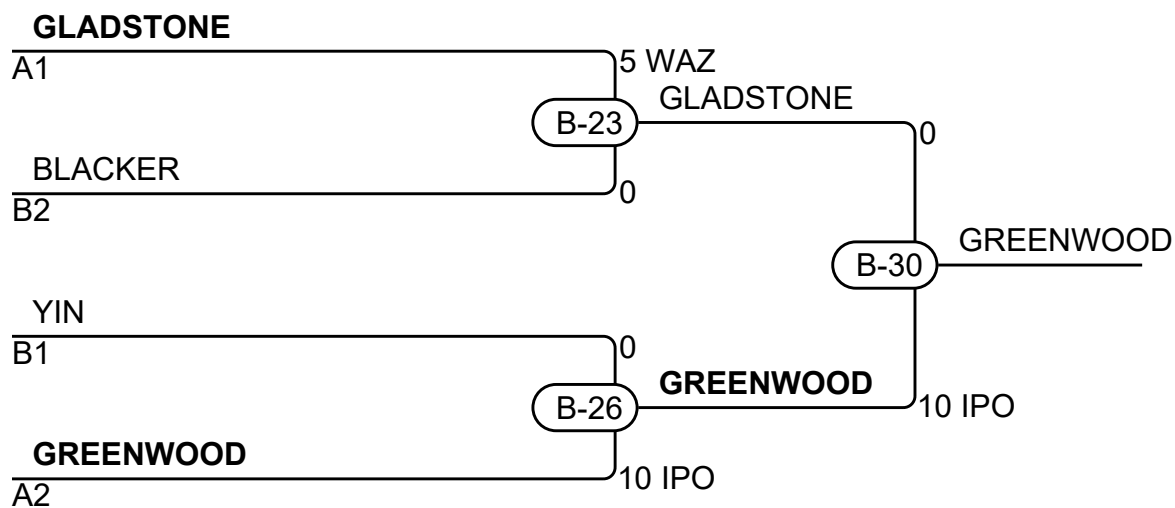 GLADSTONE
A1
5 WAZ
GLADSTONE
B-23
0
BLACKER
B2
0
GREENWOOD
B-30
YIN
B1
0
GREENWOOD
B-26
10 IPO
GREENWOOD
A2
10 IPO